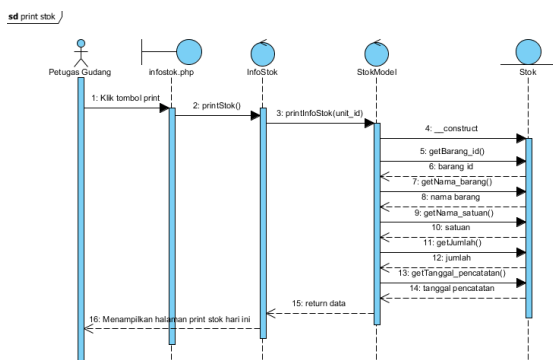 sd print stok
Petugas Gudang
infostok.php
InfoStok
StokModel
Stok
1: Klik tombol print
2: printStok()
3: printInfoStok(unit_id)
4: __construct
5: getBarang_id()
6: barang id
7: getNama_barang()
8: nama barang
9: getNama_satuan()
10: satuan
11: getJumlah()
12: jumlah
13: getTanggal_pencatatan()
14: tanggal pencatatan
15: return data
16: Menampilkan halaman print stok hari ini